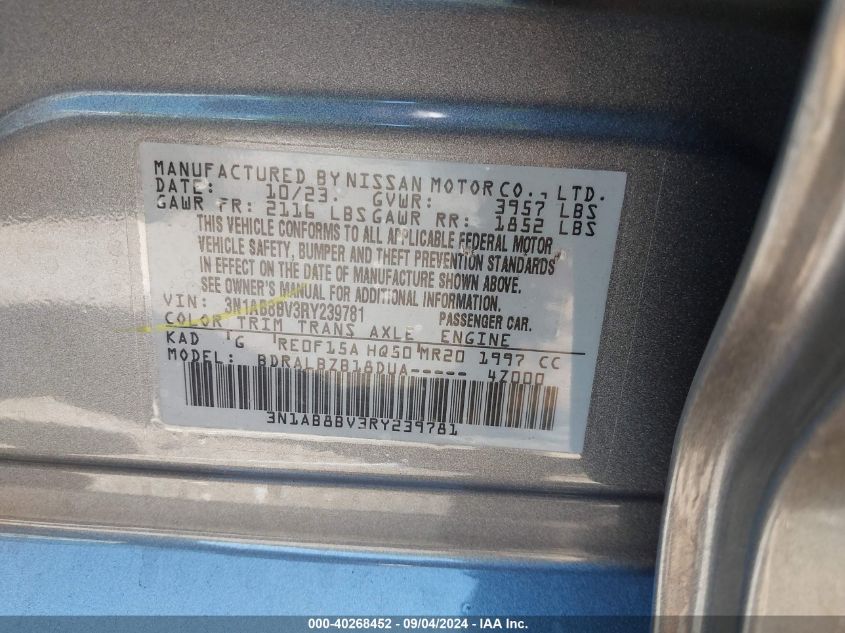 MANUFACTURED BY NISSAN MOTOR CO., LTD.
DATE: 10/23. GVWR: 3957 LBS
GAWR FR: 2116 LBS GAWR RR: 1852 LBS
THIS VEHICLE CONFORMS TO ALL APPLICABLE FEDERAL MOTOR
VEHICLE SAFETY, BUMPER AND THEFT PREVENTION STANDARDS
IN EFFECT ON THE DATE OF MANUFACTURE SHOWN ABOVE.
SEE OWNER'S MANUAL FOR ADDITIONAL INFORMATION.
VIN: 3N1AB8BV3RY239781 PASSENGER CAR.
COLOR TRIM TRANS AXLE ENGINE
KAD G RE0F15A HQ50 MR20 1997 CC
MODEL: BDRALBZB18DUA----- 4Z000
3N1AB8BV3RY239781
000-40268452 - 09/04/2024 - IAA Inc.